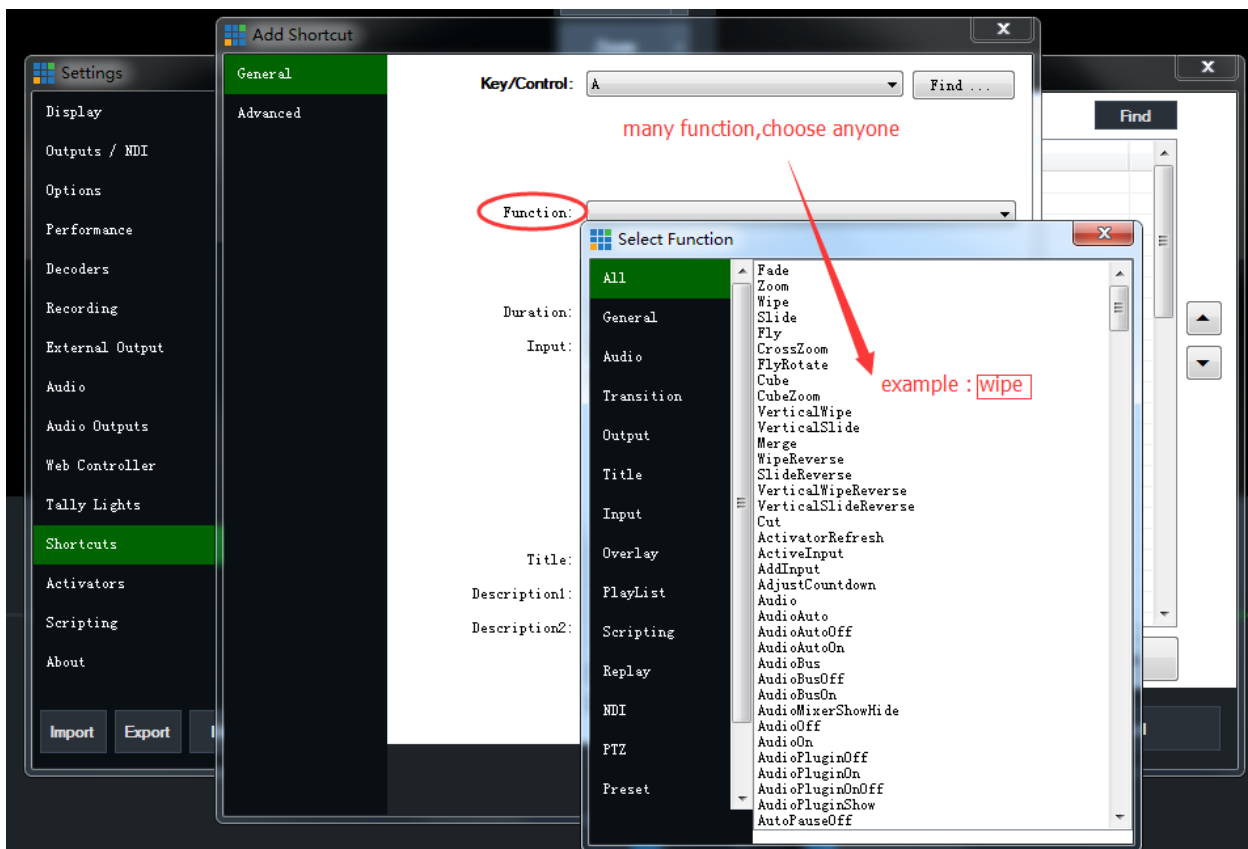 Add Shortcut
Settings
General
Advanced
Key/Control:
A
Find ...
many function,choose anyone
Function:
Duration:
Input:
Title:
Description1:
Description2:
Display
Outputs / NDI
Options
Performance
Decoders
Recording
External Output
Audio
Audio Outputs
Web Controller
Tally Lights
Shortcuts
Activators
Scripting
About
Import
Export
Find
Select Function
All
General
Audio
Transition
Output
Title
Input
Overlay
PlayList
Scripting
Replay
NDI
PTZ
Preset
Fade
Zoom
Wipe
Slide
Fly
CrossZoom
FlyRotate
Cube
CubeZoom
VerticalWipe
VerticalSlide
Merge
WipeReverse
SlideReverse
VerticalWipeReverse
VerticalSlideReverse
Cut
ActivatorRefresh
ActiveInput
AddInput
AdjustCountdown
Audio
AudioAuto
AudioAutoOff
AudioAutoOn
AudioBus
AudioBusOff
AudioBusOn
AudioMixerShowHide
AudioOff
AudioOn
AudioPluginOff
AudioPluginOn
AudioPluginOnOff
AudioPluginShow
AutoPauseOff
example : wipe